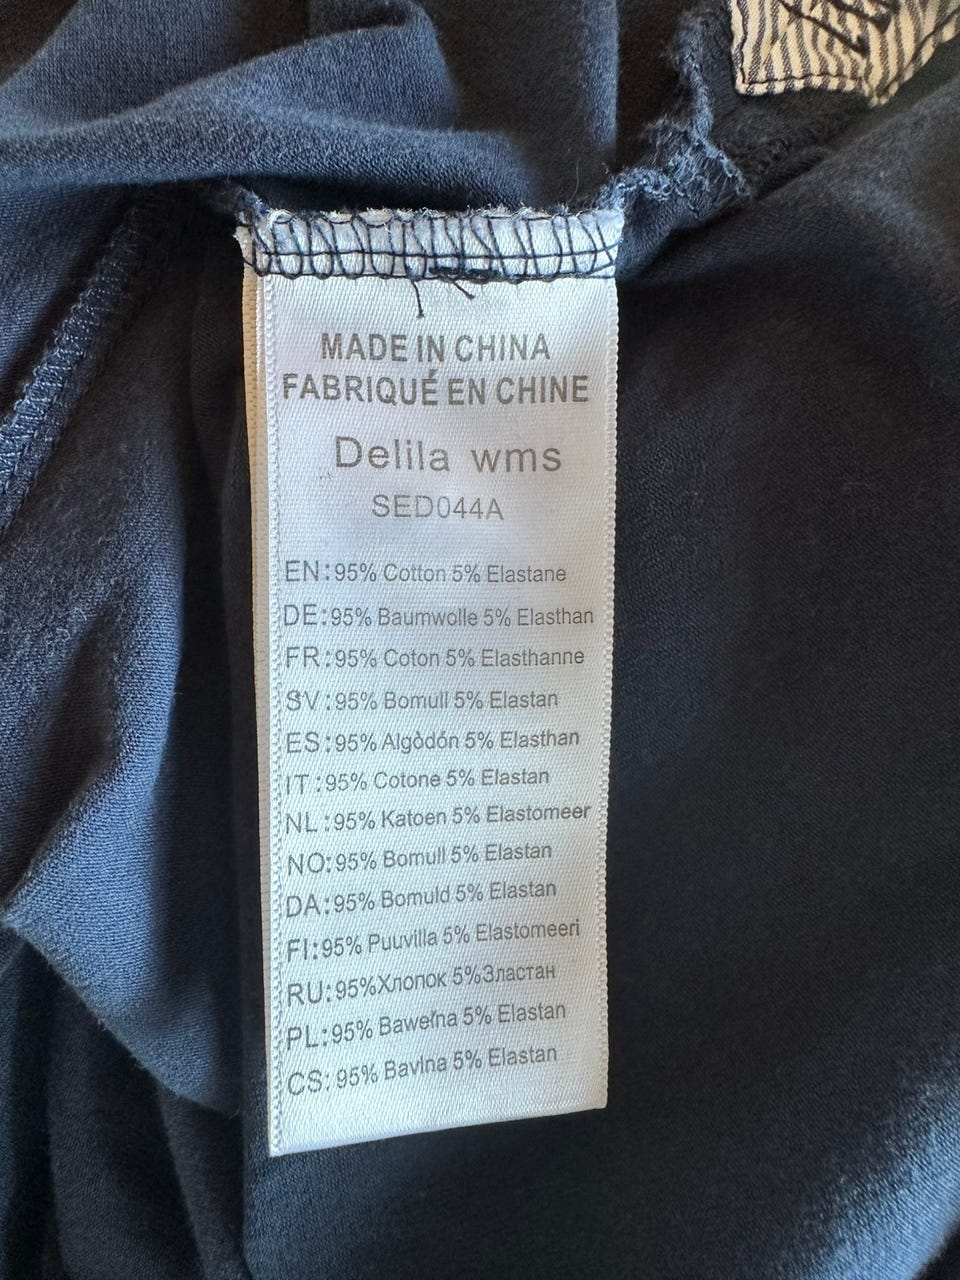 MADE IN CHINA
FABRIQUÉ EN CHINE
Delila wms
SED044A
EN:95% Cotton 5% Elastane
DE:95% Baumwolle 5% Elasthan
FR:95% Coton 5% Elasthanne
SV:95% Bomull 5% Elastan
ES:95% Algòdón 5% Elasthan
IT:95% Cotone 5% Elastan
NL:95% Katoen 5% Elastomeer
NO:95% Bomull 5% Elastan
DA:95% Bomuld 5% Elastan
FI:95% Puuvilla 5% Elastomeeri
RU:95%Хлопок 5%Зластан
PL:95% Baweľna 5% Elastan
CS: 95% Bavlna 5% Elastan